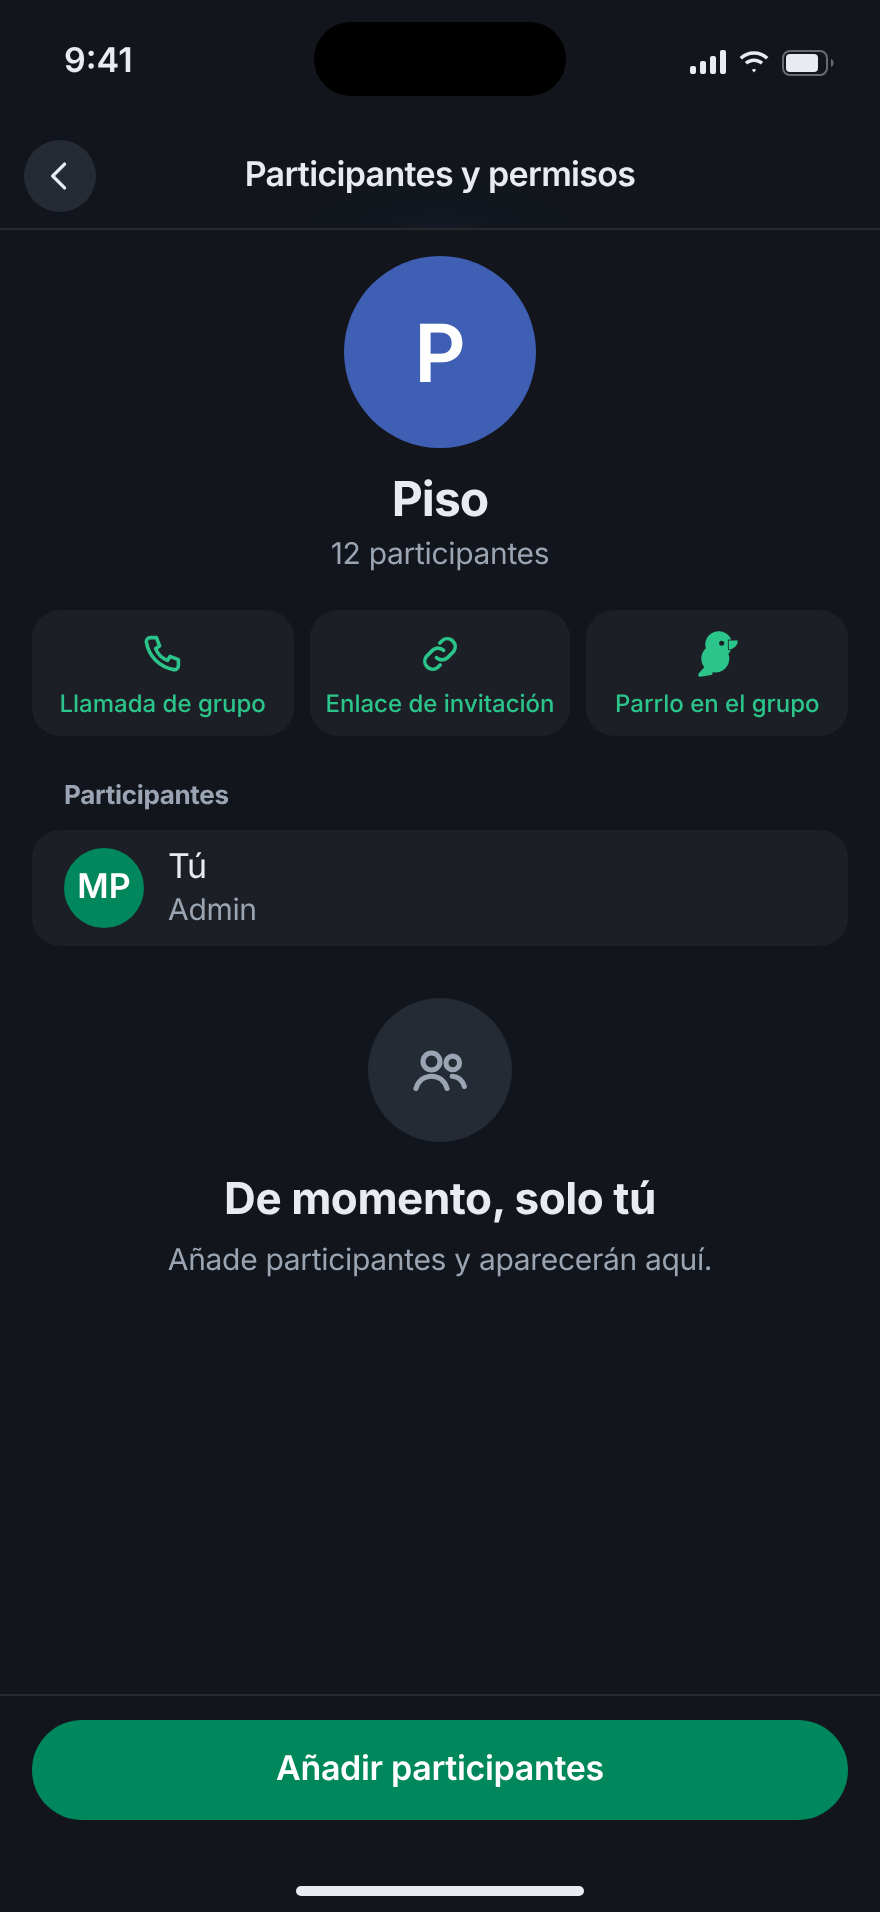 9:41
Participantes y permisos
P
Piso
12 participantes
Llamada de grupo
Enlace de invitación
Parrlo en el grupo
Participantes
MP
Tú
Admin
De momento, solo tú
Añade participantes y aparecerán aquí.
Añadir participantes